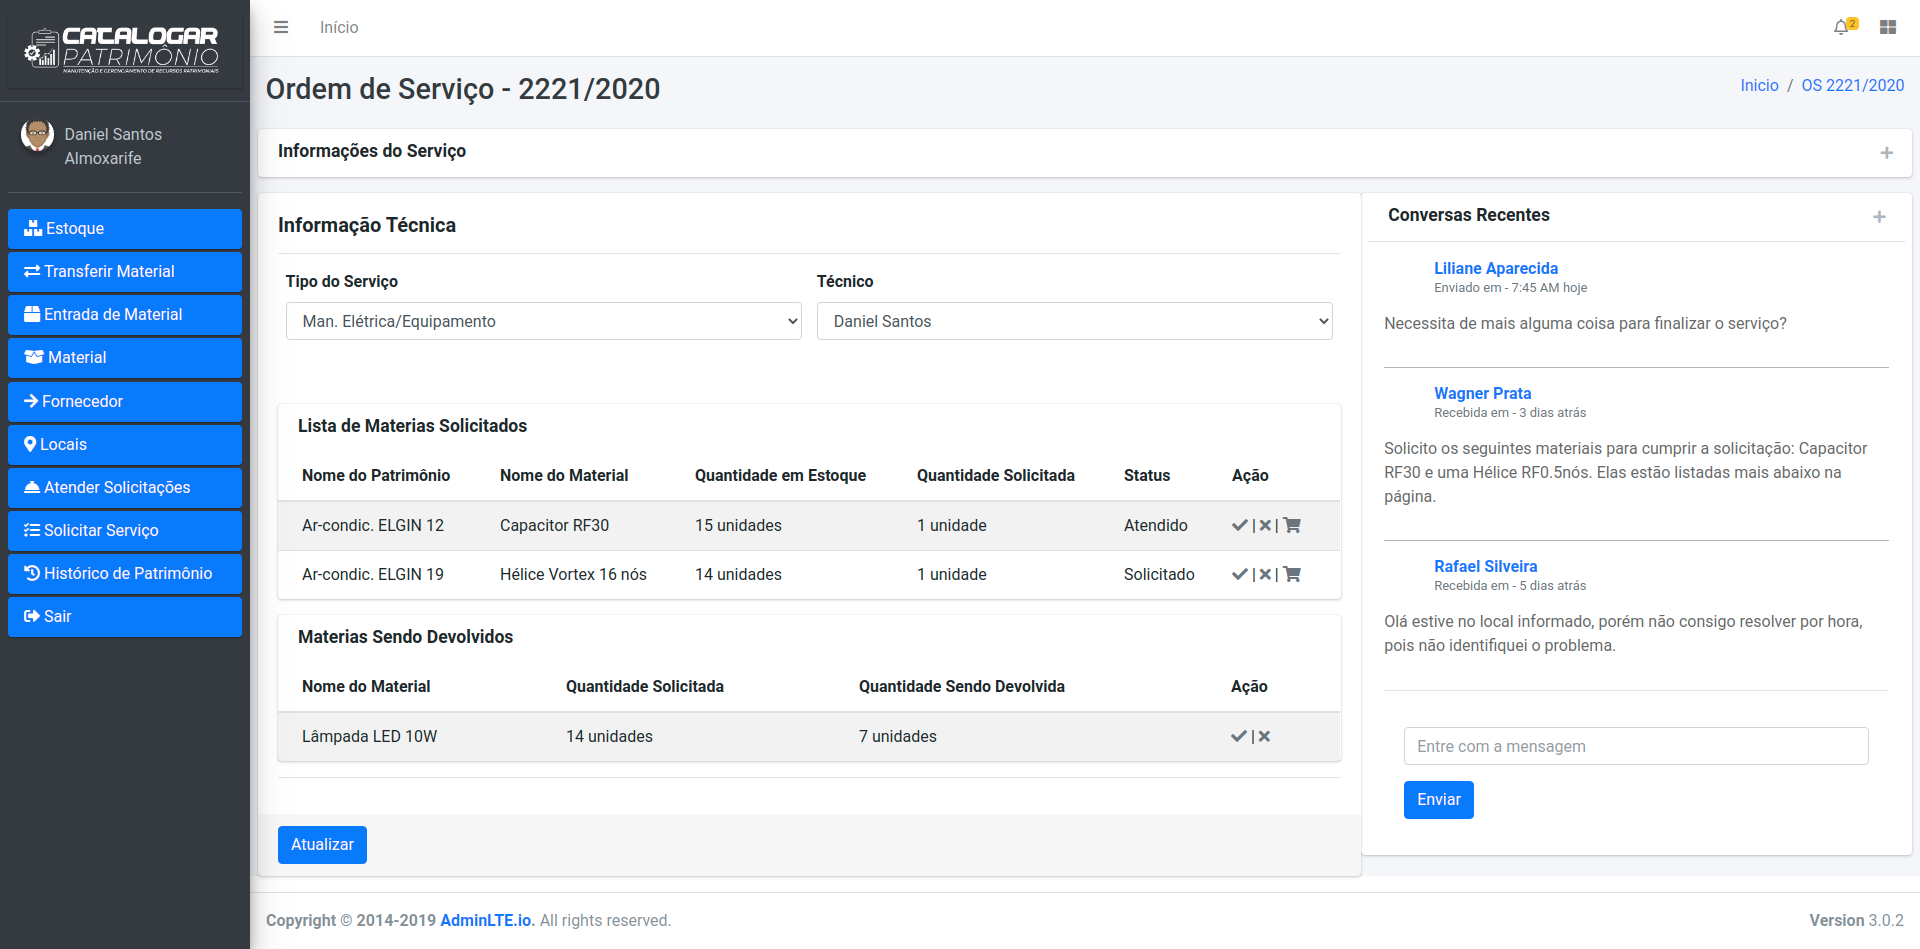 CATALOGAR
PATRIMÔNIO
MANUTENÇÃO E GERENCIAMENTO DE RECURSOS PATRIMONIAIS
Daniel Santos
Almoxarife
Estoque
Transferir Material
Entrada de Material
Material
Fornecedor
Locais
Atender Solicitações
Solicitar Serviço
Histórico de Patrimônio
Sair
Início
2
Ordem de Serviço - 2221/2020
Inicio / OS 2221/2020
Informações do Serviço
Informação Técnica
Tipo do Serviço Técnico
Man. Elétrica/Equipamento Daniel Santos
Lista de Materias Solicitados
Nome do Patrimônio Nome do Material Quantidade em Estoque Quantidade Solicitada Status Ação
Ar-condic. ELGIN 12 Capacitor RF30 15 unidades 1 unidade Atendido | |
Ar-condic. ELGIN 19 Hélice Vortex 16 nós 14 unidades 1 unidade Solicitado | |
Materias Sendo Devolvidos
Nome do Material Quantidade Solicitada Quantidade Sendo Devolvida Ação
Lâmpada LED 10W 14 unidades 7 unidades |
Atualizar
Conversas Recentes
Liliane Aparecida
Enviado em - 7:45 AM hoje
Necessita de mais alguma coisa para finalizar o serviço?
Wagner Prata
Recebida em - 3 dias atrás
Solicito os seguintes materiais para cumprir a solicitação: Capacitor
RF30 e uma Hélice RF0.5nós. Elas estão listadas mais abaixo na
página.
Rafael Silveira
Recebida em - 5 dias atrás
Olá estive no local informado, porém não consigo resolver por hora,
pois não identifiquei o problema.
Entre com a mensagem
Enviar
Copyright © 2014-2019 AdminLTE.io. All rights reserved.
Version 3.0.2